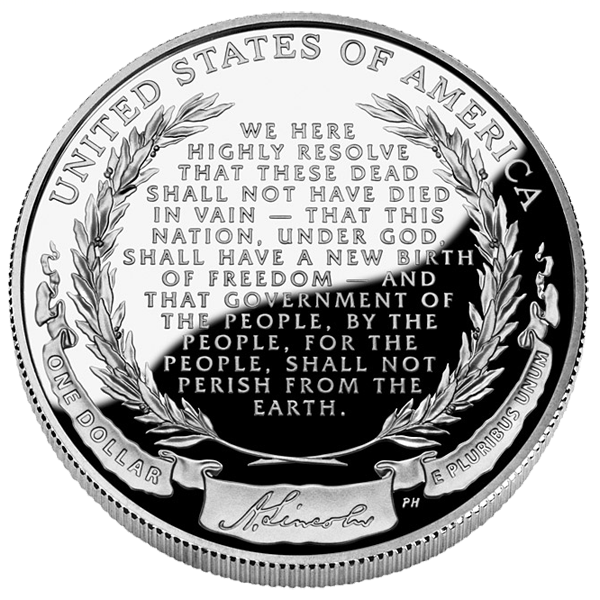 UNITED STATES OF AMERICA
WE HERE
HIGHLY RESOLVE
THAT THESE DEAD
SHALL NOT HAVE DIED
IN VAIN — THAT THIS
NATION, UNDER GOD,
SHALL HAVE A NEW BIRTH
OF FREEDOM — AND
THAT GOVERNMENT OF
THE PEOPLE, BY THE
PEOPLE, FOR THE
PEOPLE, SHALL NOT
PERISH FROM THE
EARTH.
ONE DOLLAR
A. Lincoln
PH
E PLURIBUS UNUM